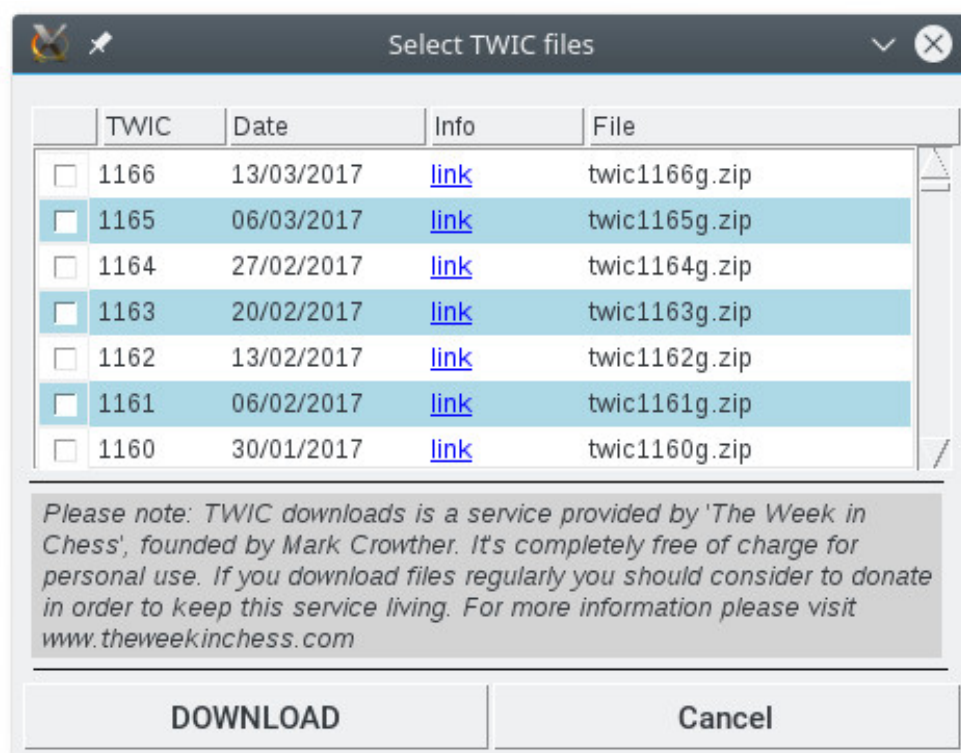 Select TWIC files
TWIC Date Info File
1166 13/03/2017 link twic1166g.zip
1165 06/03/2017 link twic1165g.zip
1164 27/02/2017 link twic1164g.zip
1163 20/02/2017 link twic1163g.zip
1162 13/02/2017 link twic1162g.zip
1161 06/02/2017 link twic1161g.zip
1160 30/01/2017 link twic1160g.zip
Please note: TWIC downloads is a service provided by 'The Week in
Chess', founded by Mark Crowther. It's completely free of charge for
personal use. If you download files regularly you should consider to donate
in order to keep this service living. For more information please visit
www.theweekinchess.com
DOWNLOAD Cancel